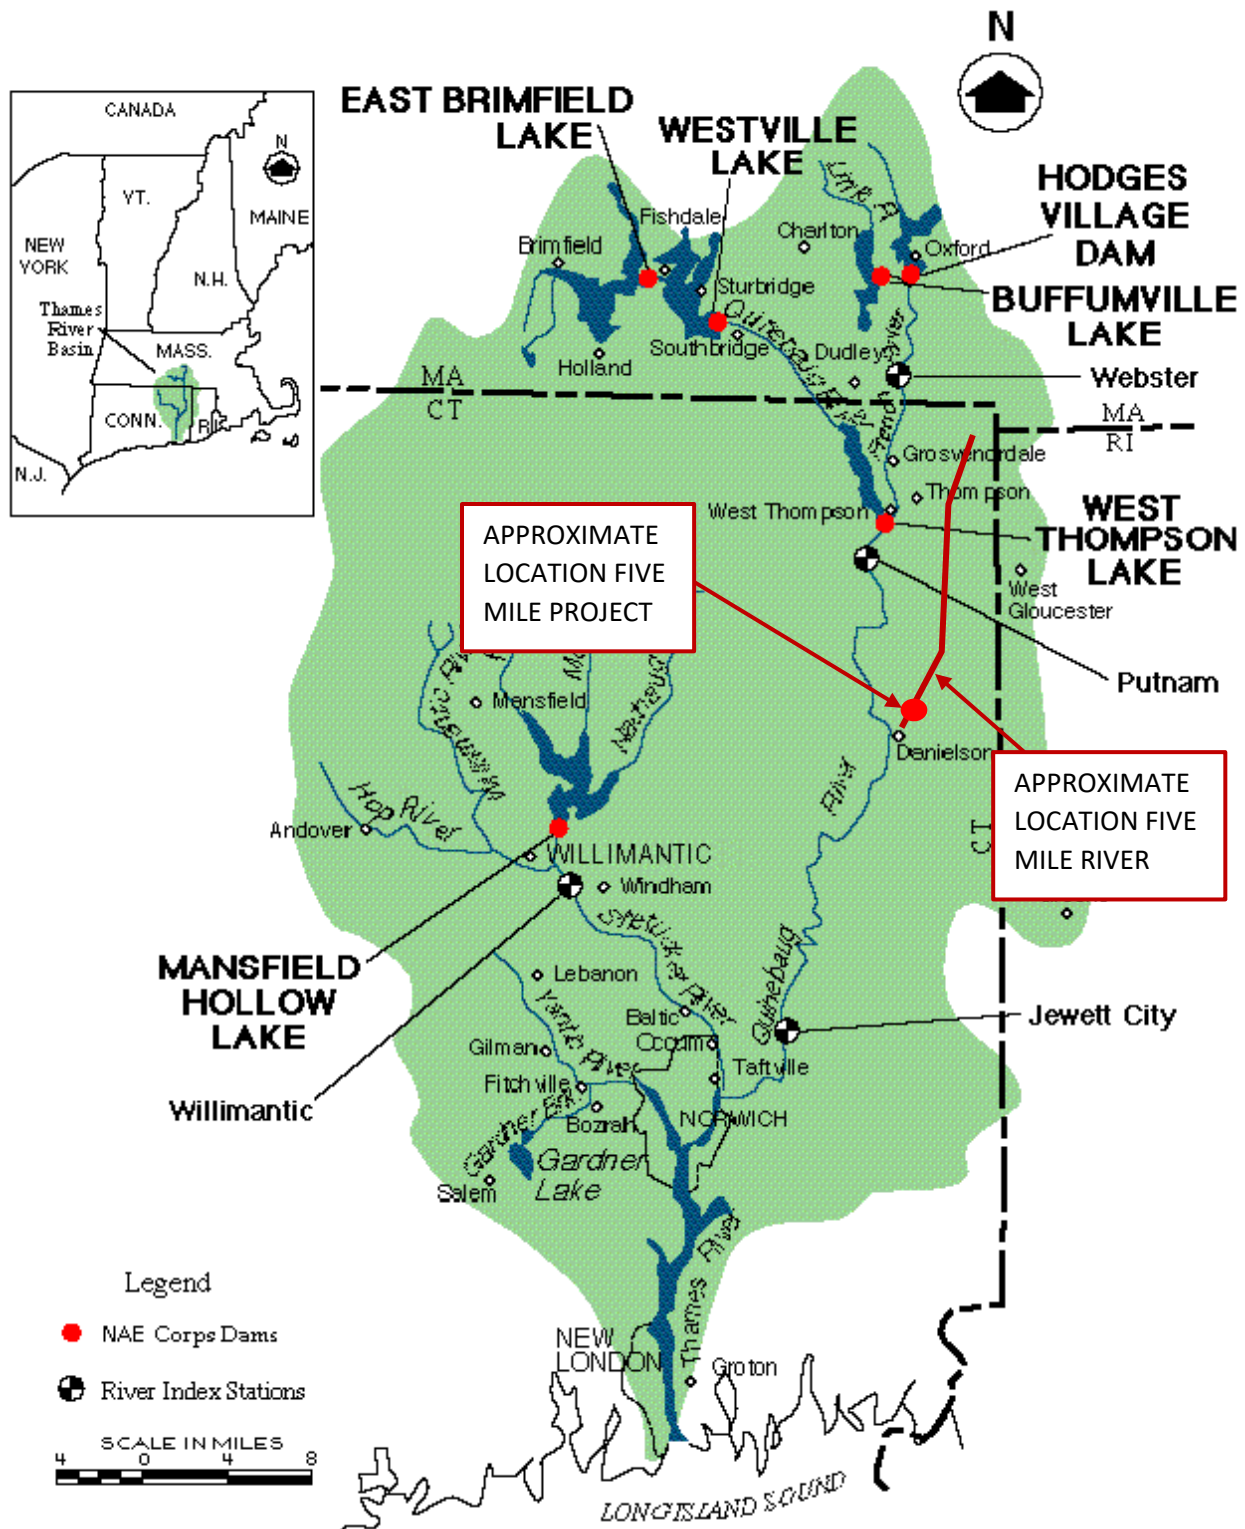 N
CANADA
N
VT.
MAINE
NEW
YORK
N.H.
Thames
River
Basin
MASS.
CONN.
R.I.
N.J.
EAST BRIMFIELD
LAKE
WESTVILLE
LAKE
HODGES
VILLAGE
DAM
BUFFUMVILLE
LAKE
Fishdale
Brimfield
Charlton
Oxford
Sturbridge
Southbridge
Holland
Dudley
Webster
MA
CT
MA
RI
Grosvenordale
Thompson
West Thompson
WEST
THOMPSON
LAKE
West
Gloucester
APPROXIMATE
LOCATION FIVE
MILE PROJECT
Putnam
Mansfield
Danielson
APPROXIMATE
LOCATION FIVE
MILE RIVER
CT
River
Hop River
Andover
WILLIMANTIC
Windham
MANSFIELD
HOLLOW
LAKE
Lebanon
Yantic River
Quinebaug
Baltic
Occum
Jewett City
Gilman
Taftville
Fitchville
Willimantic
Bozrah
NORWICH
Gardner
Lake
Salem
Thames River
Legend
NAE Corps Dams
River Index Stations
SCALE IN MILES
4 0 4 8
NEW
LONDON
Groton
LONG ISLAND SOUND